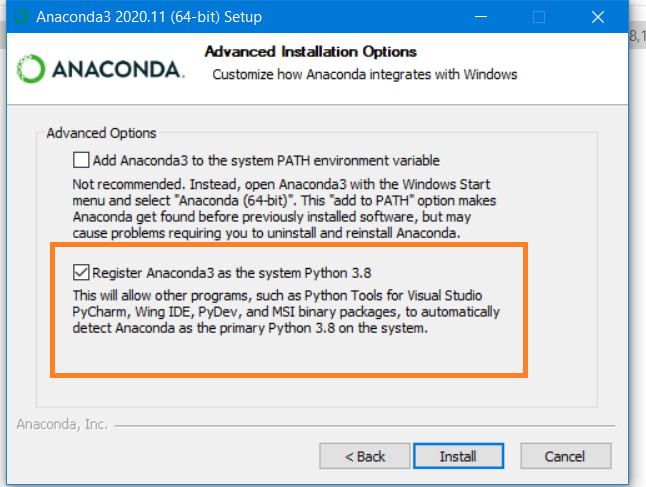 Anaconda3 2020.11 (64-bit) Setup
8,1
ANACONDA.
Advanced Installation Options
Customize how Anaconda integrates with Windows
Advanced Options
Add Anaconda3 to the system PATH environment variable
Not recommended. Instead, open Anaconda3 with the Windows Start
menu and select "Anaconda (64-bit)". This "add to PATH" option makes
Anaconda get found before previously installed software, but may
cause problems requiring you to uninstall and reinstall Anaconda.
Register Anaconda3 as the system Python 3.8
This will allow other programs, such as Python Tools for Visual Studio
PyCharm, Wing IDE, PyDev, and MSI binary packages, to automatically
detect Anaconda as the primary Python 3.8 on the system.
Anaconda, Inc.
< Back
Install
Cancel